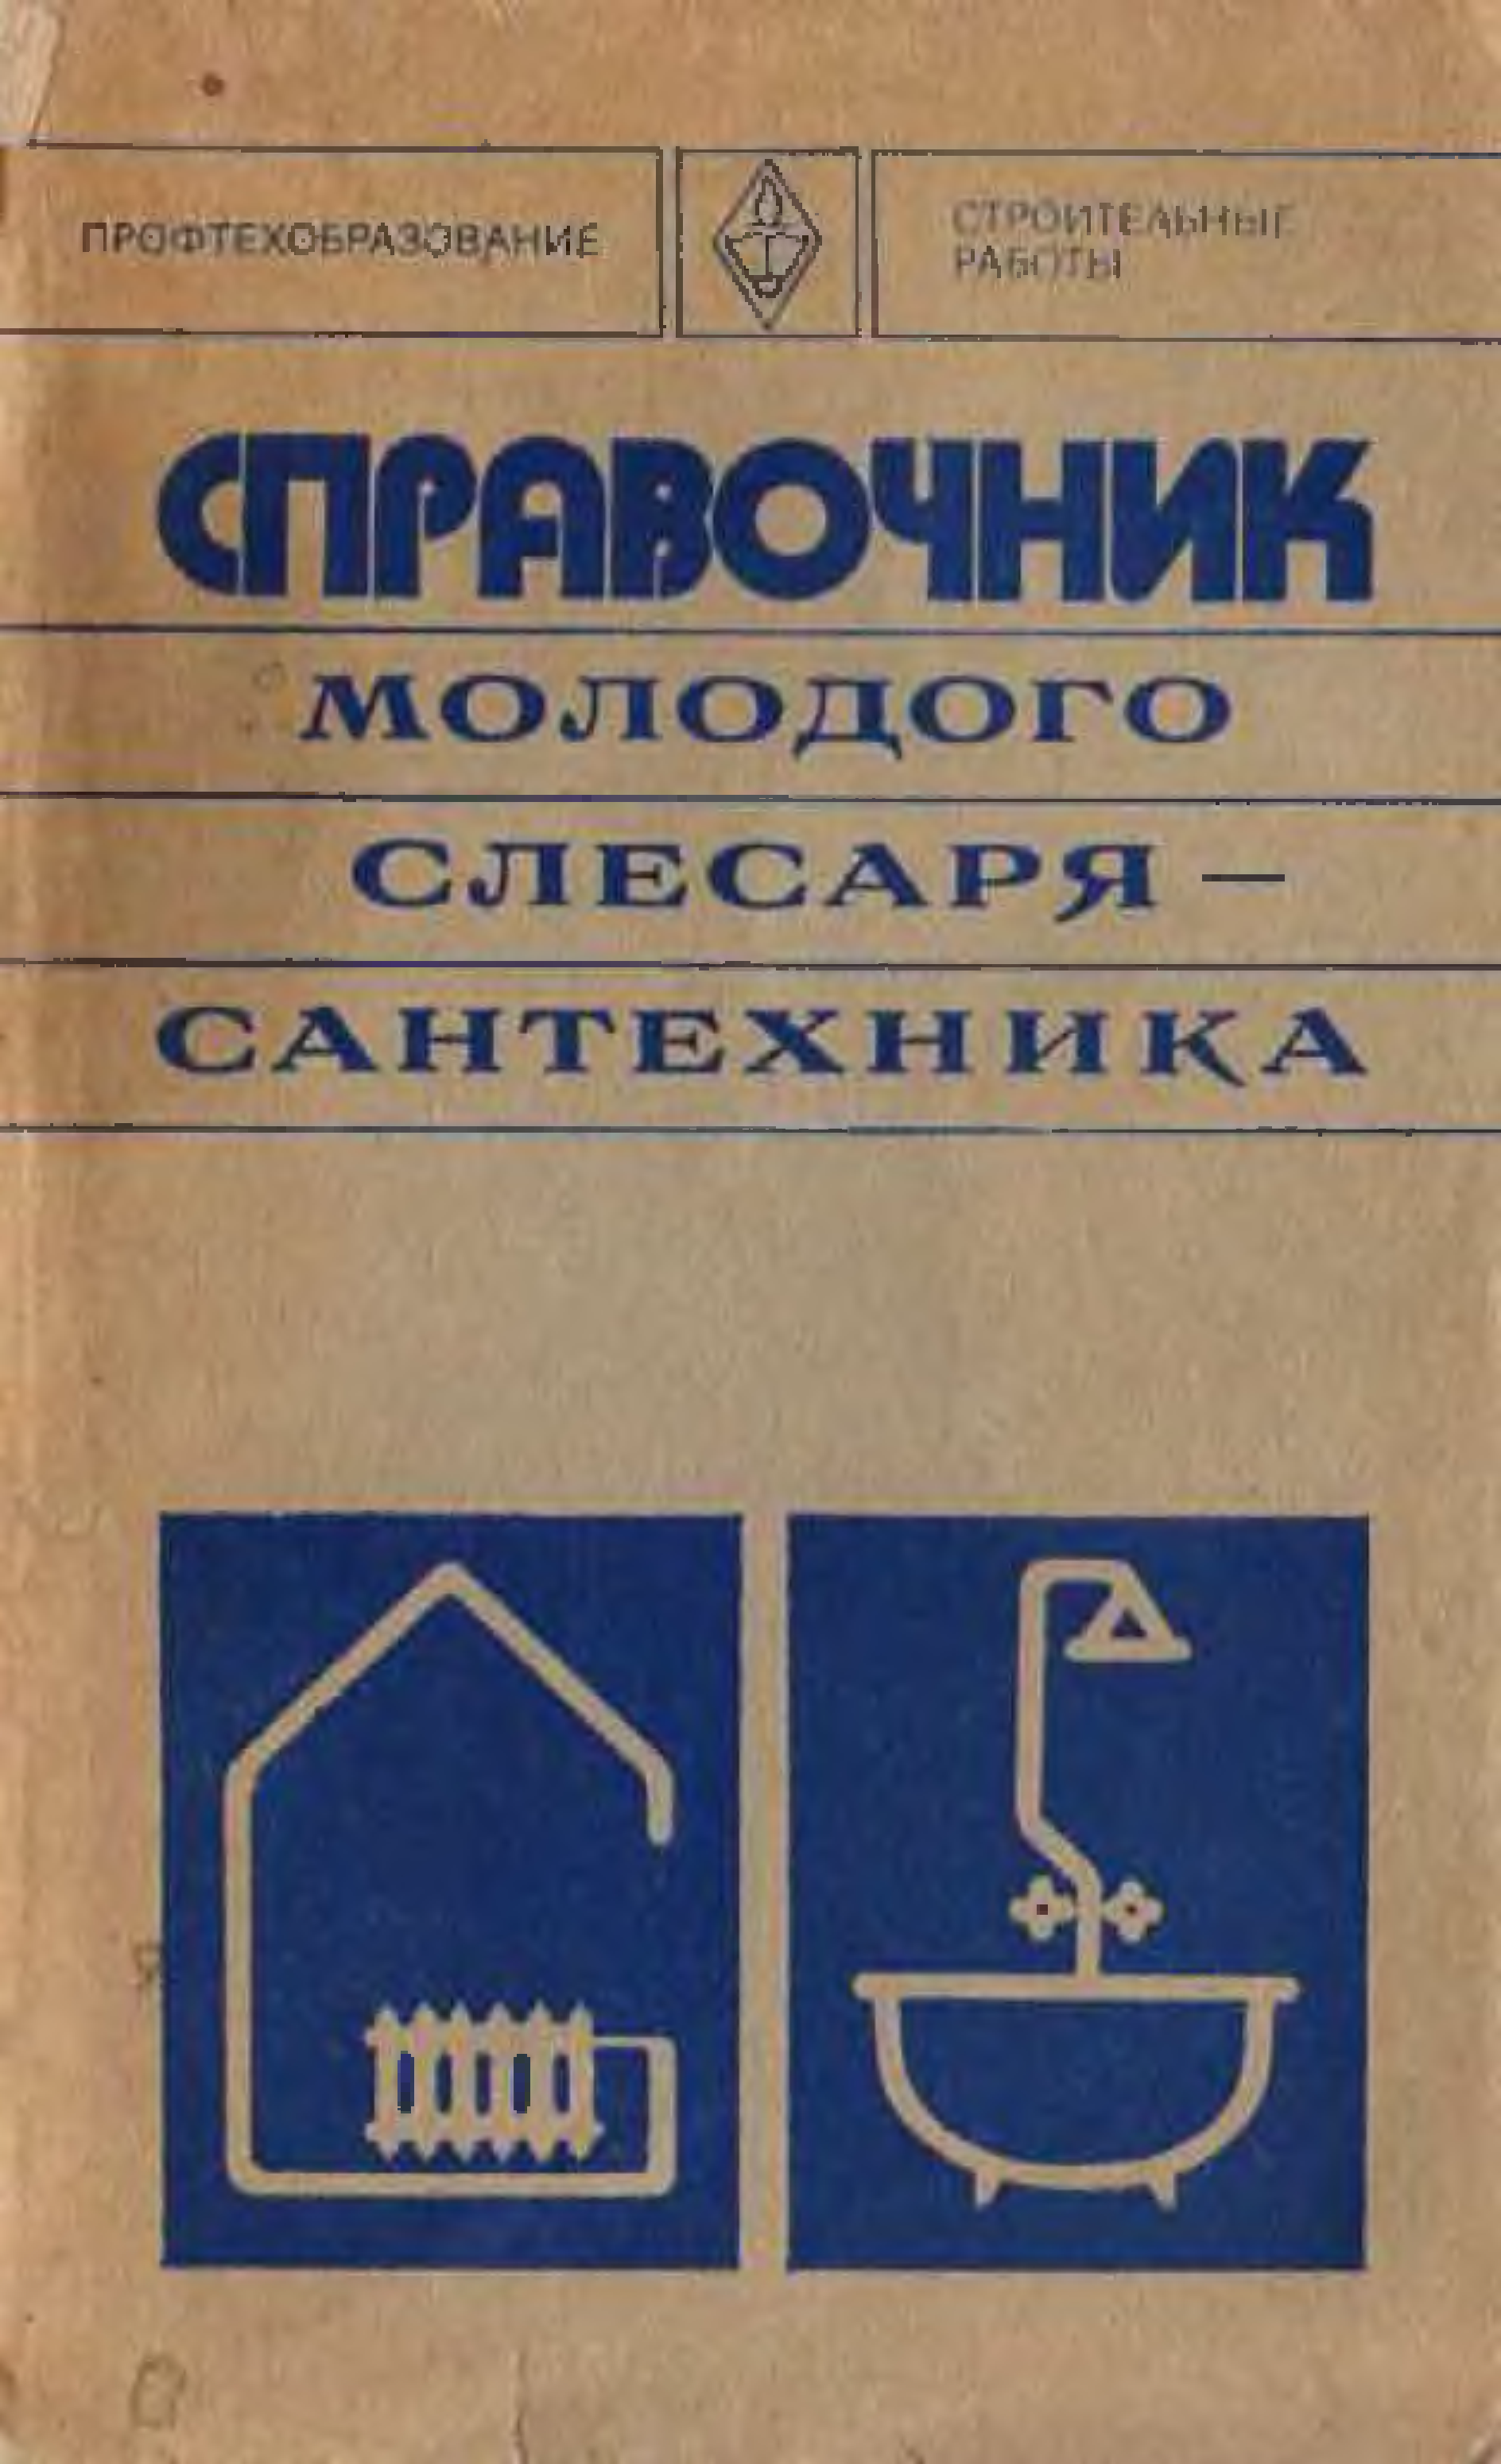 ПРОФТЕХОБРАЗОВАНИЕ
СТРОИТЕЛЬНЫЕ
РАБОТЫ
СПРАВОЧНИК
МОЛОДОГО
СЛЕСАРЯ —
САНТЕХНИКА